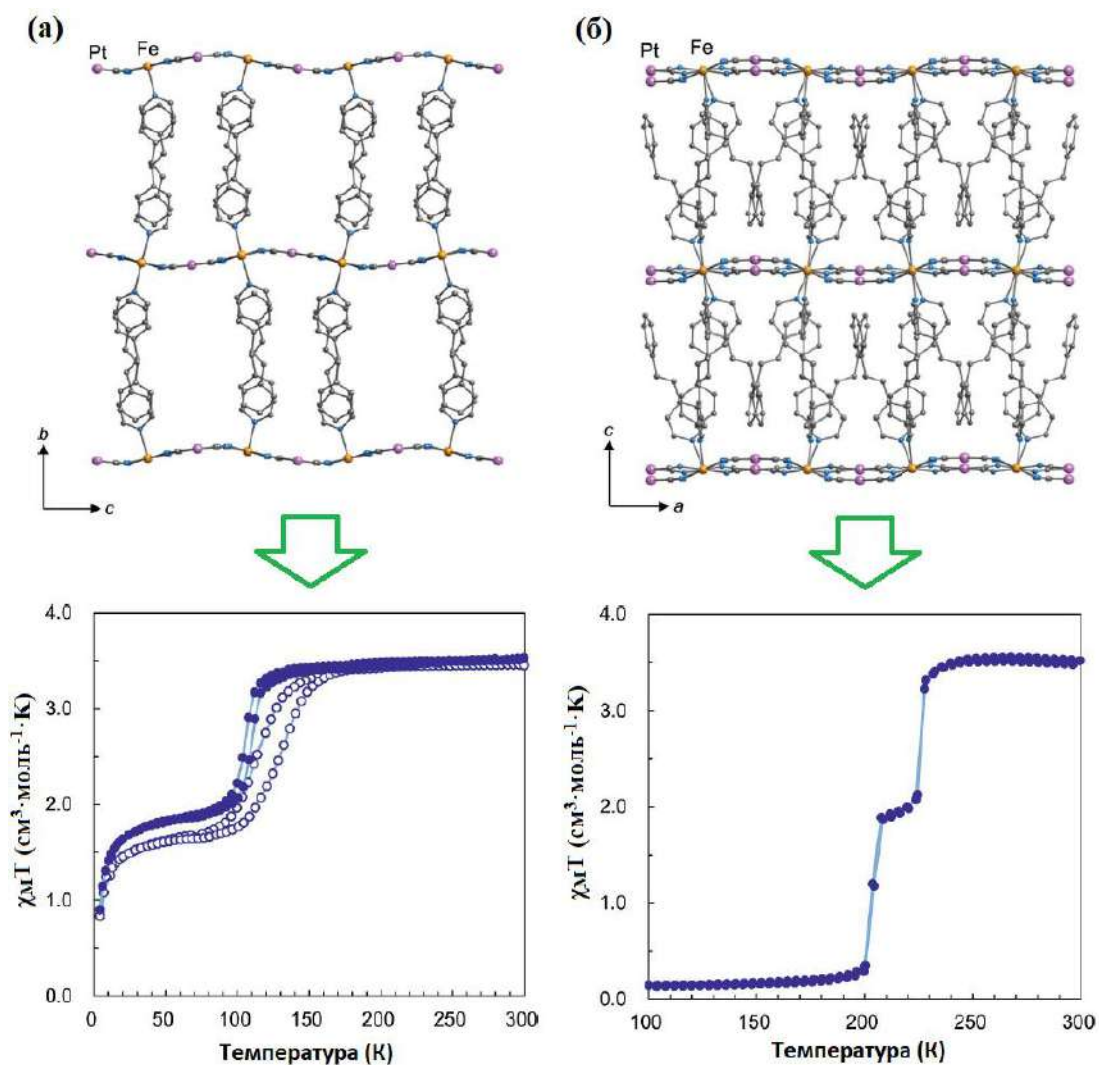 (а)
(б)
Pt Fe
Pt Fe
b
c
c
a
4.0
3.0
2.0
1.0
0.0
χмT (см³·моль⁻¹·К)
0 50 100 150 200 250 300
Температура (К)
4.0
3.0
2.0
1.0
0.0
χмT (см³·моль⁻¹·К)
100 150 200 250 300
Температура (К)